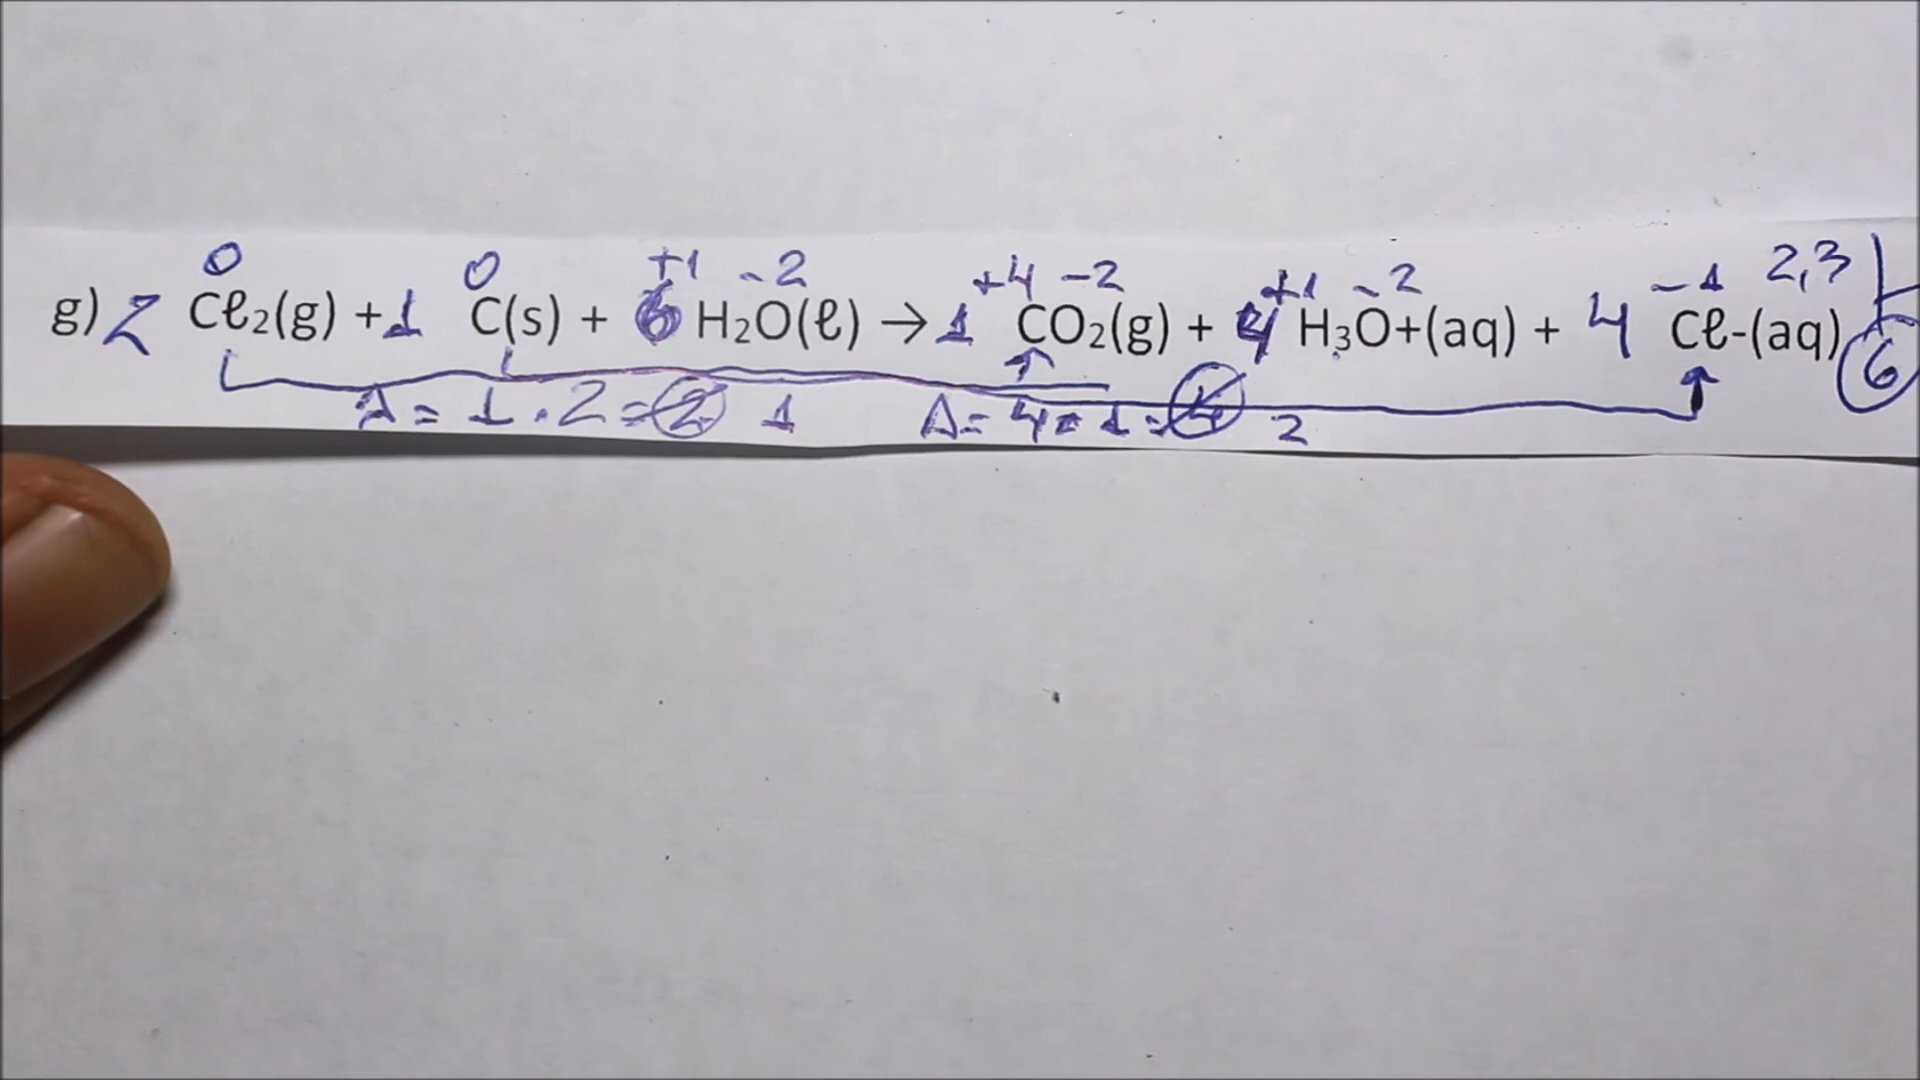 0 0 +1 -2 +4 -2 +1 -2 -1 2,3
g) 2 Cℓ₂(g) + 1 C(s) + 6 H₂O(ℓ) → 1 CO₂(g) + 4 H₃O+(aq) + 4 Cℓ-(aq)
6
Δ = 1 . 2 = 2 1 Δ = 4 . 1 = 4 2